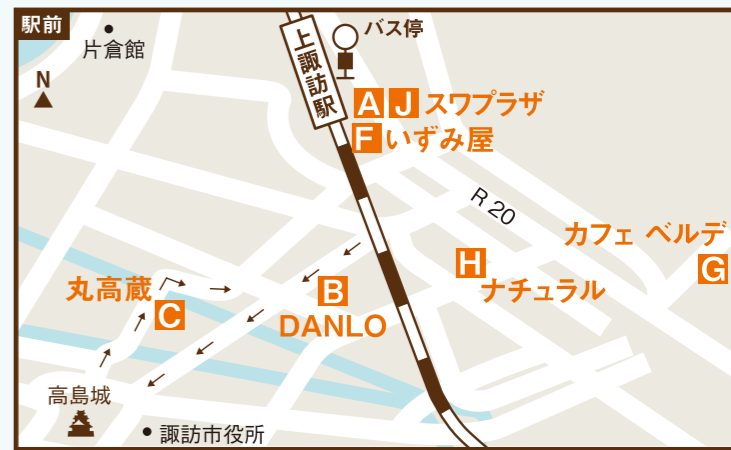 駅前
片倉館
N
上諏訪駅
バス停
A J スワプラザ
F いずみ屋
R 20
カフェ ベルデ
G
H
ナチュラル
丸高蔵
C
B
DANLO
高島城
諏訪市役所